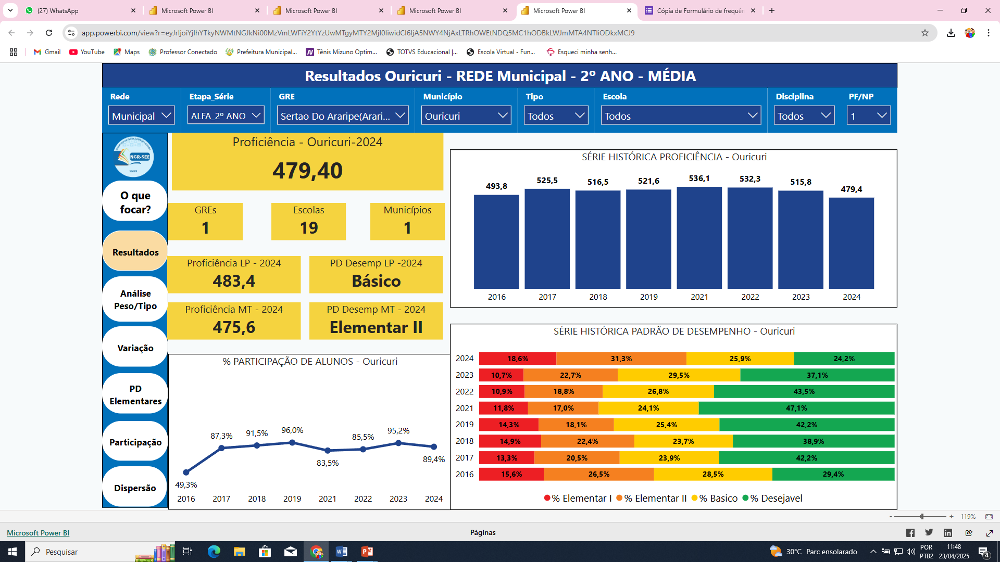 (27) WhatsApp
Microsoft Power BI
Microsoft Power BI
Microsoft Power BI
Microsoft Power BI
Cópia de Formulário de frequên
app.powerbi.com/view?r=
Gmail
YouTube
Maps
Professor Conectado
Prefeitura Municipal...
Tênis Mizuno Optim...
TOTVS Educacional |...
Escola Virtual - Fun...
Esqueci minha senh...
Resultados Ouricuri - REDE Municipal - 2º ANO - MÉDIA
Rede
Etapa_Série
GRE
Município
Tipo
Escola
Disciplina
PF/NP
Municipal
ALFA_2º ANO
Sertao Do Araripe(Arari...
Ouricuri
Todos
Todos
Todos
1
NGR-SEE
O que
focar?
Resultados
Análise
Peso/Tipo
Variação
PD
Elementares
Participação
Dispersão
Proficiência - Ouricuri-2024
479,40
GREs
1
Escolas
19
Municípios
1
Proficiência LP - 2024
483,4
PD Desemp LP -2024
Básico
Proficiência MT - 2024
475,6
PD Desemp MT - 2024
Elementar II
% PARTICIPAÇÃO DE ALUNOS - Ouricuri
49,3%
87,3%
91,5%
96,0%
83,5%
85,5%
95,2%
89,4%
2016 2017 2018 2019 2021 2022 2023 2024
SÉRIE HISTÓRICA PROFICIÊNCIA - Ouricuri
493,8 525,5 516,5 521,6 536,1 532,3 515,8 479,4
2016 2017 2018 2019 2021 2022 2023 2024
SÉRIE HISTÓRICA PADRÃO DE DESEMPENHO - Ouricuri
2024 18,6% 31,3% 25,9% 24,2%
2023 10,7% 22,7% 29,5% 37,1%
2022 10,9% 18,8% 26,8% 43,5%
2021 11,8% 17,0% 24,1% 47,1%
2019 14,3% 18,1% 25,4% 42,2%
2018 14,9% 22,4% 23,7% 38,9%
2017 13,3% 20,5% 23,9% 42,2%
2016 15,6% 26,5% 28,5% 29,4%
% Elementar I % Elementar II % Basico % Desejavel
- + 119%
Microsoft Power BI
Páginas
Pesquisar
30°C Parc ensolarado
POR
PTB2
11:48
23/04/2025
4